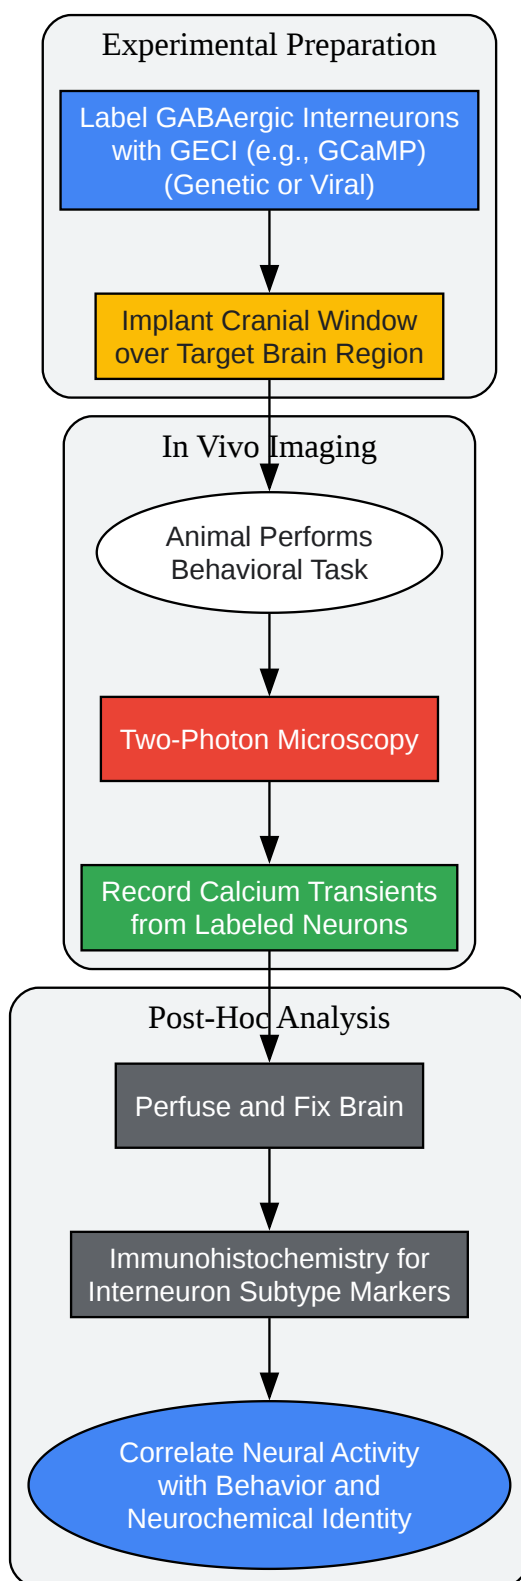 Experimental Preparation
Label GABAergic Interneurons
with GECI (e.g., GCaMP)
(Genetic or Viral)
Implant Cranial Window
over Target Brain Region
In Vivo Imaging
Animal Performs
Behavioral Task
Two-Photon Microscopy
Record Calcium Transients
from Labeled Neurons
Post-Hoc Analysis
Perfuse and Fix Brain
Immunohistochemistry for
Interneuron Subtype Markers
Correlate Neural Activity
with Behavior and
Neurochemical Identity